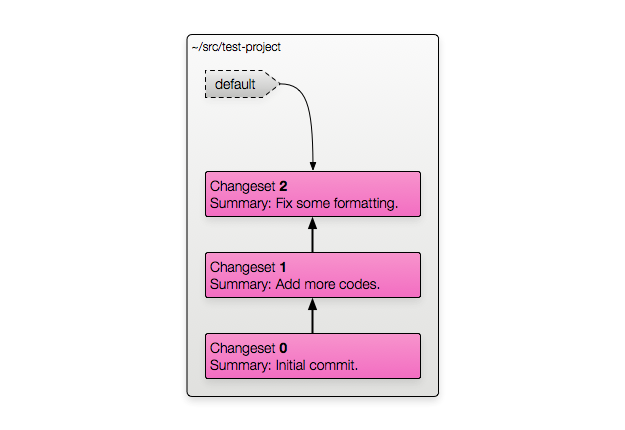 ~/src/test-project
default
Changeset 2
Summary: Fix some formatting.
Changeset 1
Summary: Add more codes.
Changeset 0
Summary: Initial commit.